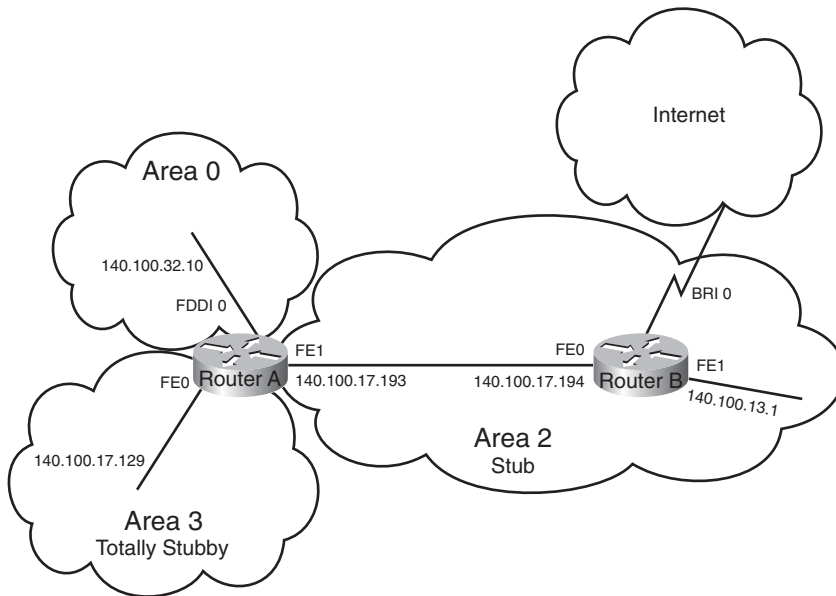 Internet
Area 0
140.100.32.10
FDDI 0
BRI 0
FE1
FE0
FE0
Router A
140.100.17.193
140.100.17.194
Router B
FE1
140.100.13.1
140.100.17.129
Area 2
Stub
Area 3
Totally Stubby